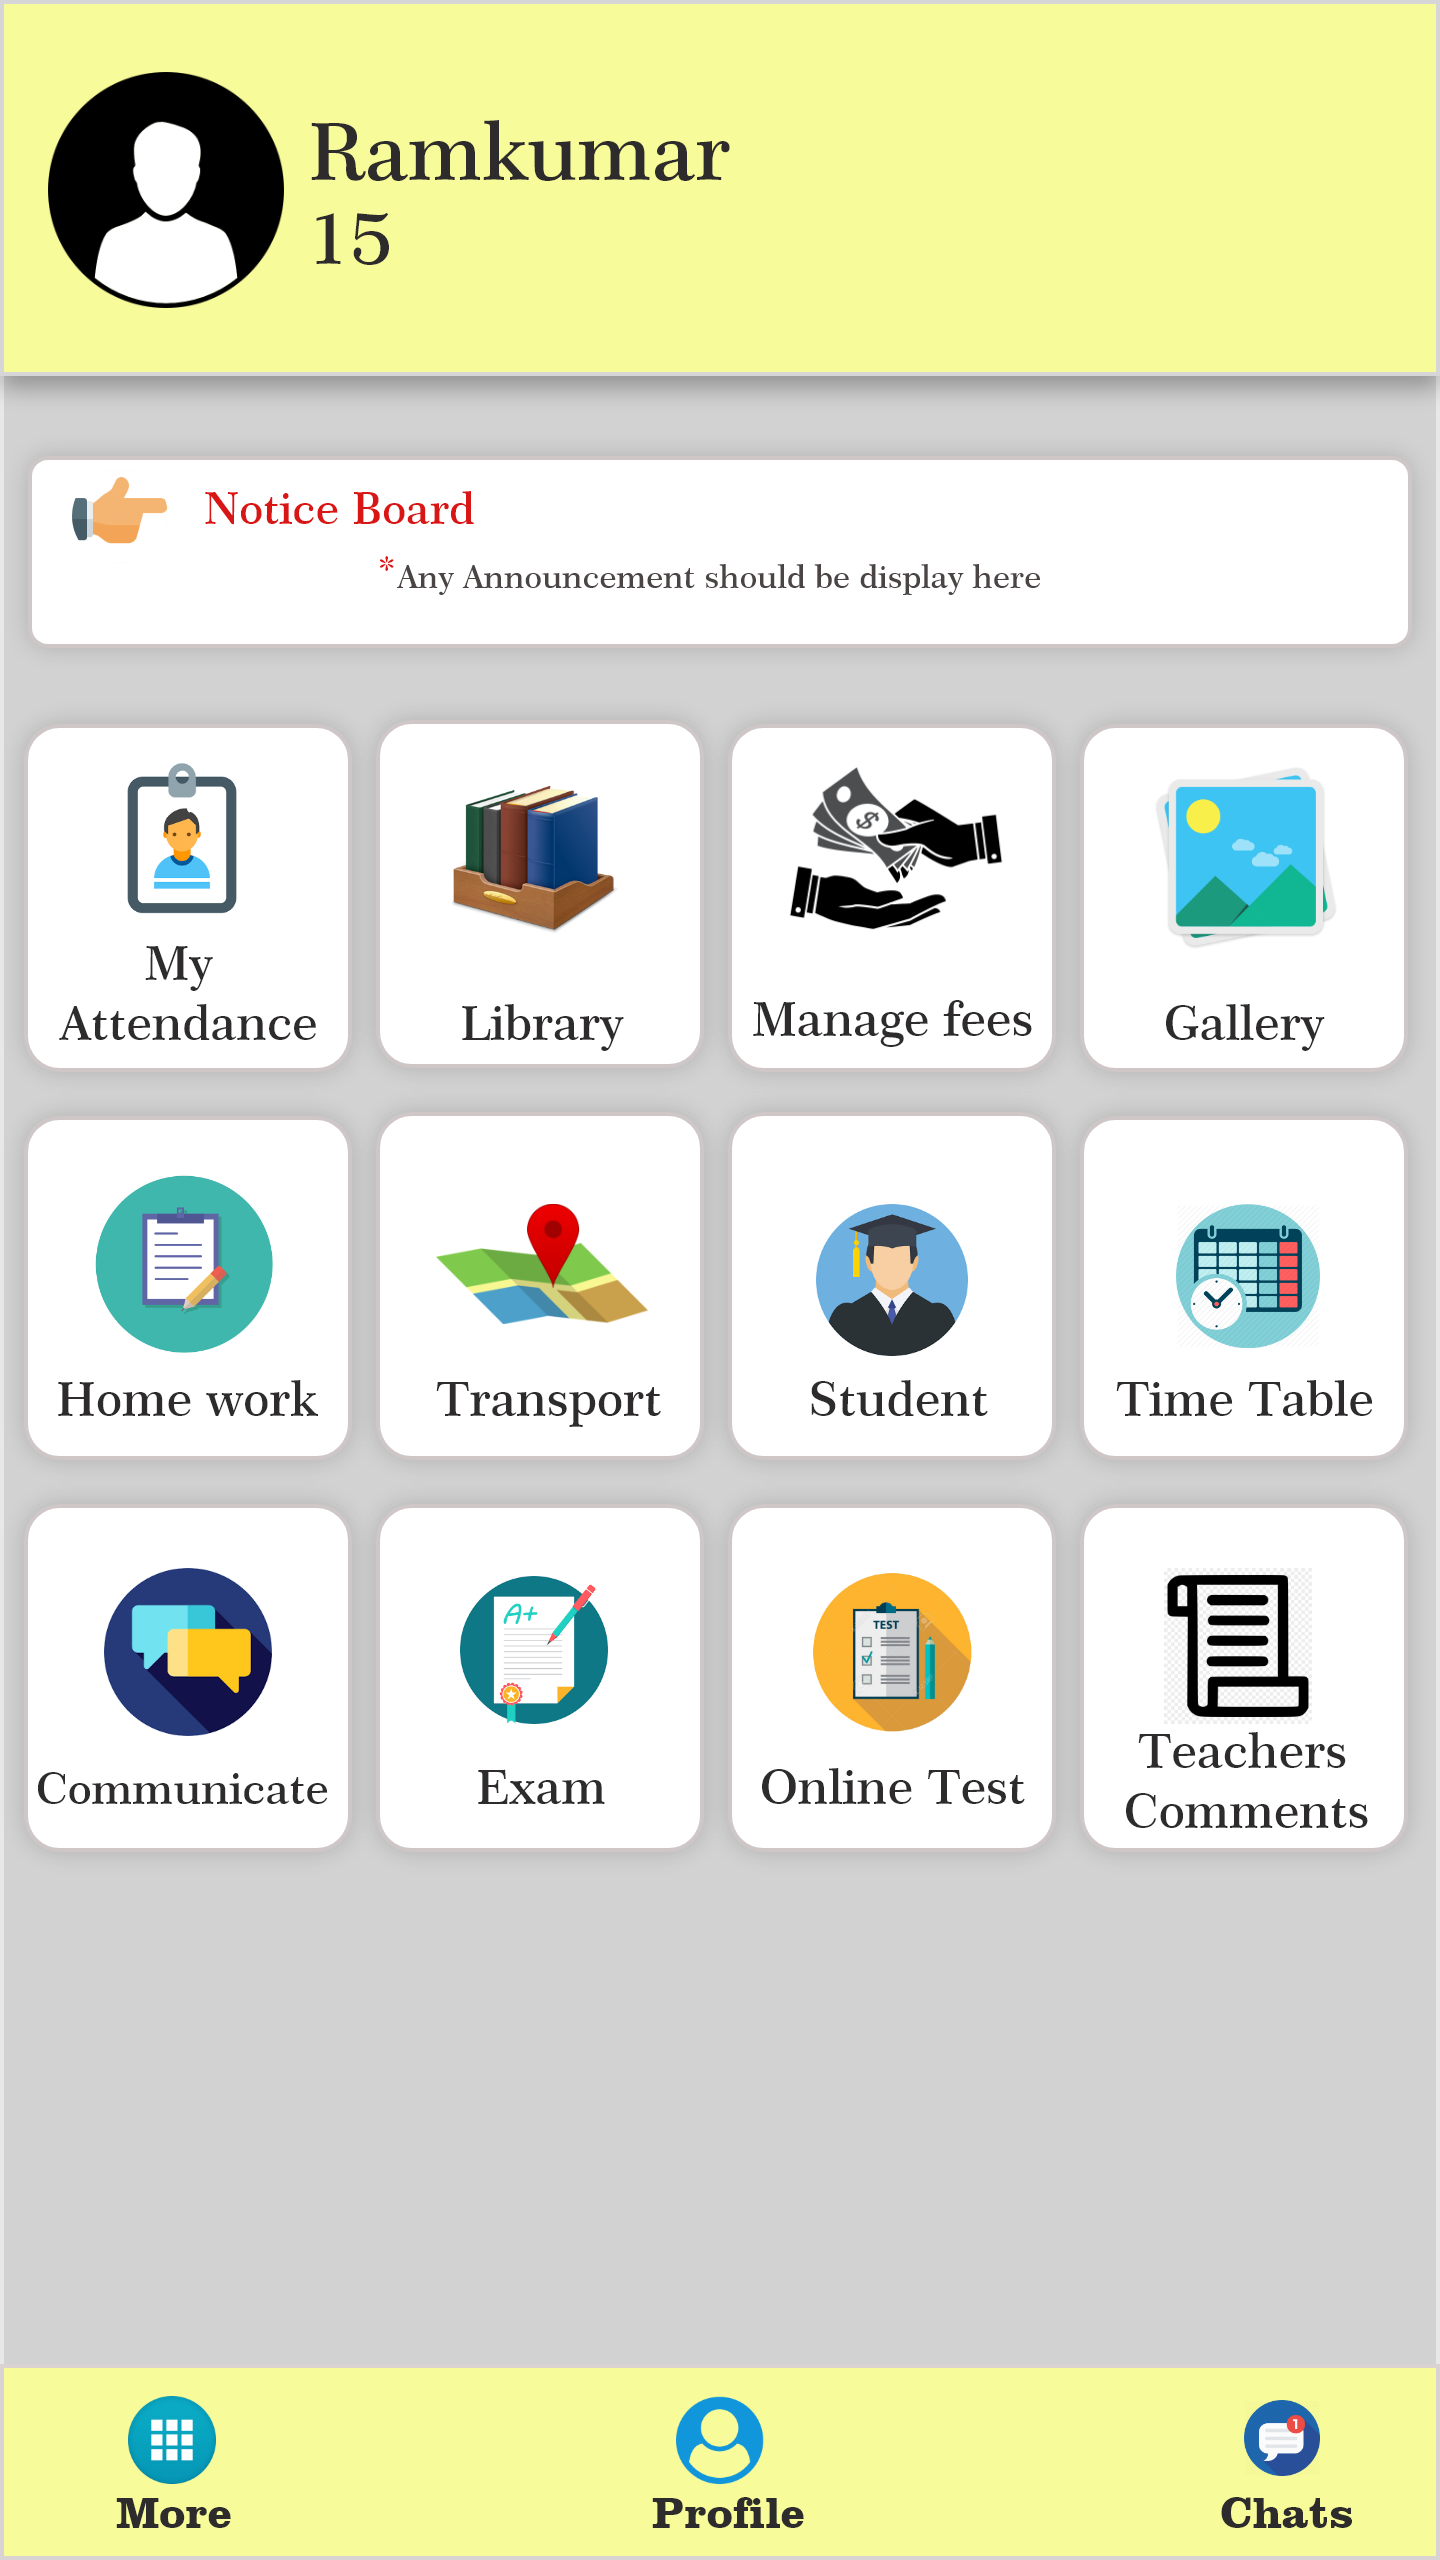 Ramkumar
15
Notice Board
*Any Announcement should be display here
My
Attendance
Library
Manage fees
Gallery
Home work
Transport
Student
Time Table
A+
TEST
Communicate
Exam
Online Test
Teachers
Comments
1
More
Profile
Chats